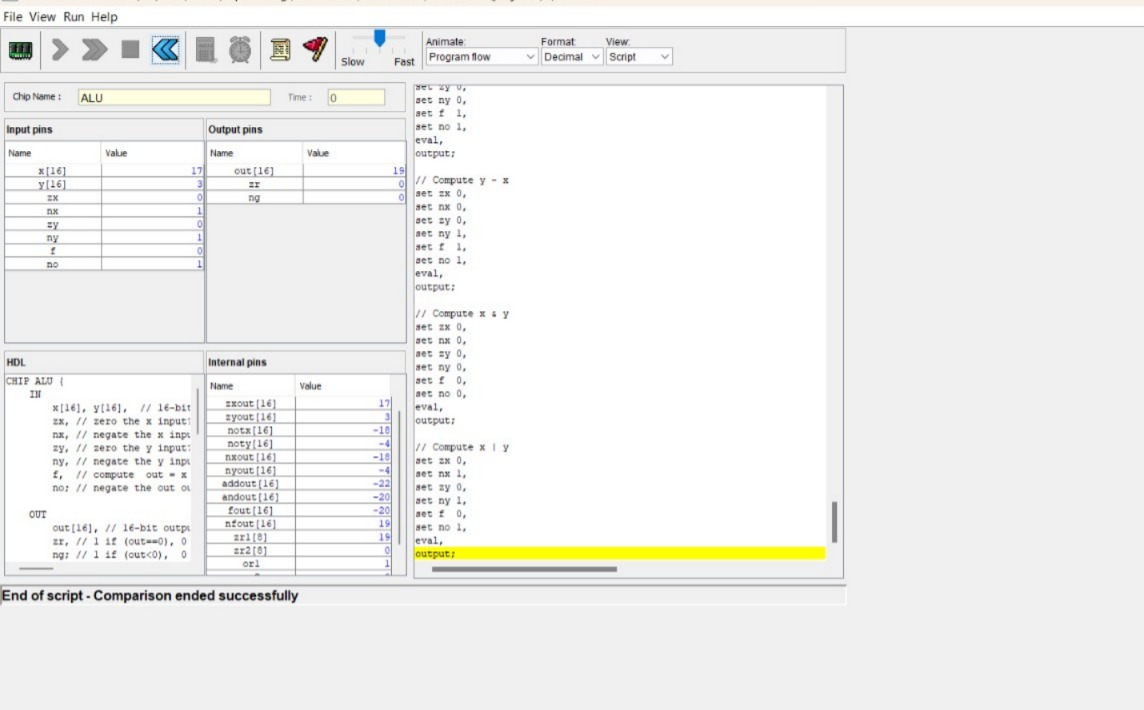 File View Run Help
Animate: Format: View:
Slow Fast Program flow Decimal Script
Chip Name : ALU Time : 0
Input pins
Name Value
x[16] 17
y[16] 3
zx 0
nx 1
zy 0
ny 1
f 0
no 1
Output pins
Name Value
out[16] 19
zr 0
ng 0
HDL
CHIP ALU {
IN
x[16], y[16], // 16-bit
zx, // zero the x input?
nx, // negate the x inpu
zy, // zero the y input?
ny, // negate the y inpu
f, // compute out = x
no; // negate the out ou
OUT
out[16], // 16-bit outpu
zr, // 1 if (out==0), 0
ng; // 1 if (out<0), 0
Internal pins
Name Value
zxout[16] 17
zyout[16] 3
notx[16] -18
noty[16] -4
nxout[16] -18
nyout[16] -4
addout[16] -22
andout[16] -20
fout[16] -20
nfout[16] 19
zr1[8] 19
zr2[8] 0
or1 1
set zy 0,
set ny 0,
set f 1,
set no 1,
eval,
output;
// Compute y - x
set zx 0,
set nx 0,
set zy 0,
set ny 1,
set f 1,
set no 1,
eval,
output;
// Compute x & y
set zx 0,
set nx 0,
set zy 0,
set ny 0,
set f 0,
set no 0,
eval,
output;
// Compute x | y
set zx 0,
set nx 1,
set zy 0,
set ny 1,
set f 0,
set no 1,
eval,
output;
End of script - Comparison ended successfully